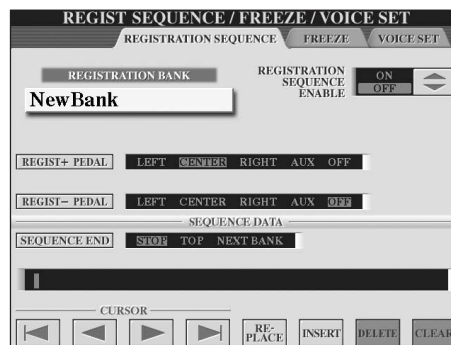 REGIST SEQUENCE / FREEZE / VOICE SET
REGISTRATION SEQUENCE FREEZE VOICE SET
REGISTRATION BANK
NewBank
REGISTRATION
SEQUENCE
ENABLE
ON
OFF
REGIST+ PEDAL LEFT CENTER RIGHT AUX OFF
REGIST− PEDAL LEFT CENTER RIGHT AUX OFF
SEQUENCE DATA
SEQUENCE END STOP TOP NEXT BANK
CURSOR
RE-
PLACE
INSERT
DELETE
CLEAR